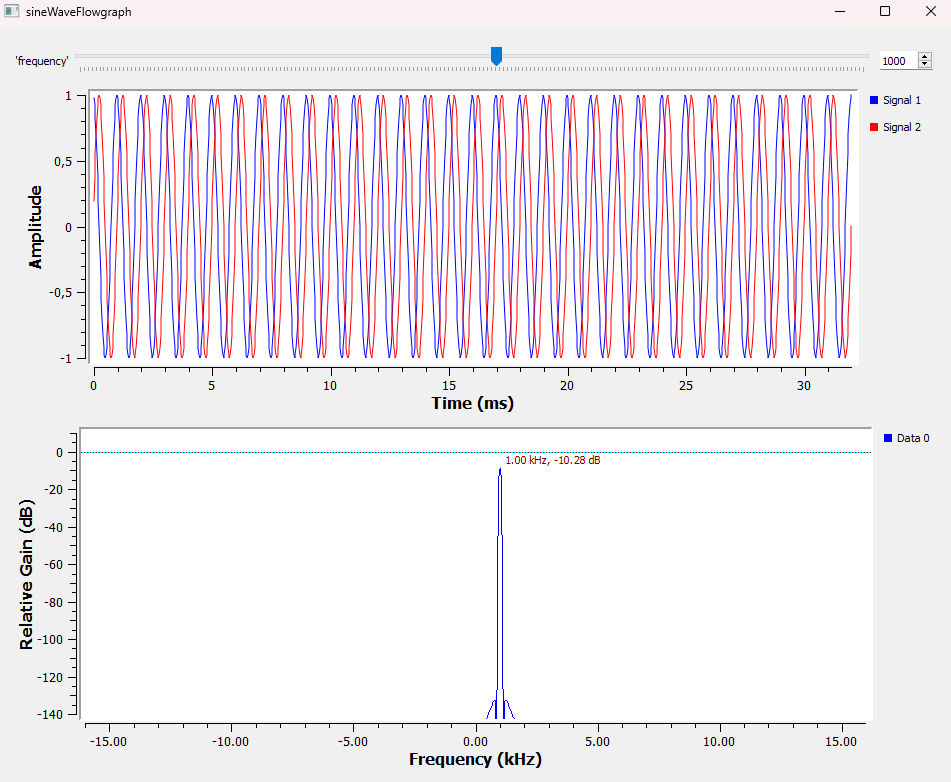 sineWaveFlowgraph
'frequency' 1000
Signal 1
Signal 2
Amplitude
1
0,5
0
-0,5
-1
0 5 10 15 20 25 30
Time (ms)
Data 0
1.00 kHz, -10.28 dB
Relative Gain (dB)
0
-20
-40
-60
-80
-100
-120
-140
-15.00 -10.00 -5.00 0.00 5.00 10.00 15.00
Frequency (kHz)